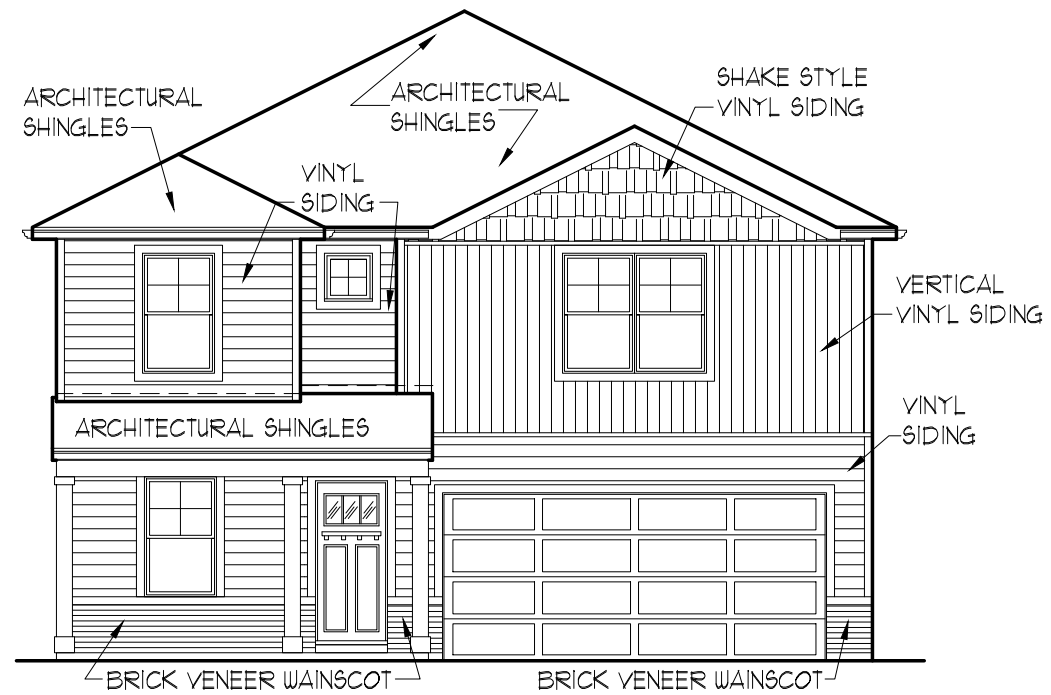 SHAKE STYLE
VINYL SIDING
ARCHITECTURAL
SHINGLES
ARCHITECTURAL
SHINGLES
VINYL
SIDING
VERTICAL
VINYL SIDING
VINYL
SIDING
ARCHITECTURAL SHINGLES
BRICK VENEER WAINSCOT
BRICK VENEER WAINSCOT